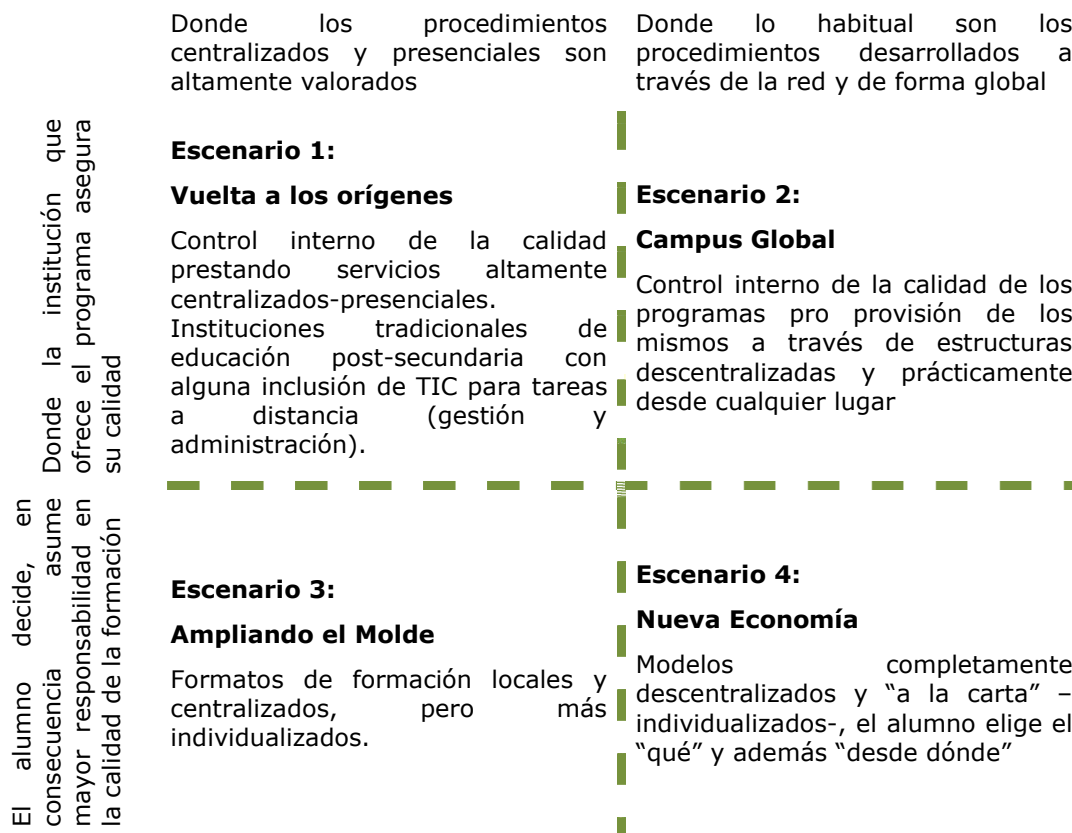 Donde los procedimientos
centralizados y presenciales son
altamente valorados
Donde lo habitual son los
procedimientos desarrollados a
través de la red y de forma global
Donde la institución que
ofrece el programa asegura
su calidad
Escenario 1:
Vuelta a los orígenes
Control interno de la calidad
prestando servicios altamente
centralizados-presenciales.
Instituciones tradicionales de
educación post-secundaria con
alguna inclusión de TIC para tareas
a distancia (gestión y
administración).
Escenario 2:
Campus Global
Control interno de la calidad de los
programas pro provisión de los
mismos a través de estructuras
descentralizadas y prácticamente
desde cualquier lugar
El alumno decide, en
consecuencia asume
mayor responsabilidad en
la calidad de la formación
Escenario 3:
Ampliando el Molde
Formatos de formación locales y
centralizados, pero más
individualizados.
Escenario 4:
Nueva Economía
Modelos completamente
descentralizados y “a la carta” –
individualizados-, el alumno elige el
“qué” y además “desde dónde”